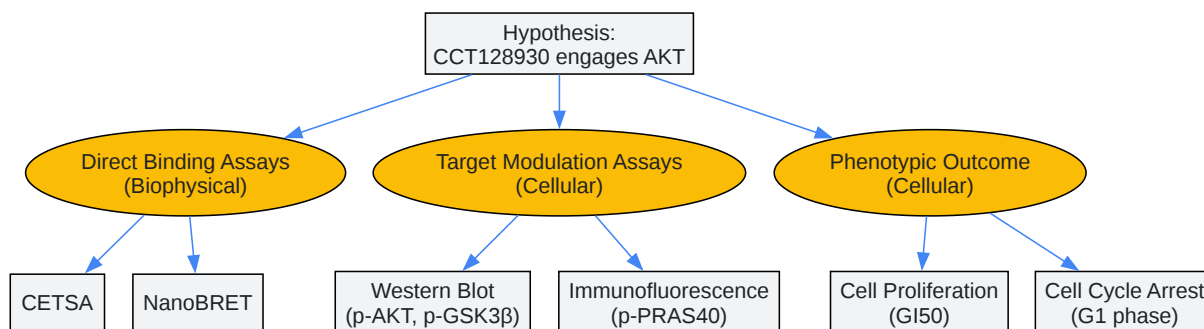 Hypothesis:
CCT128930 engages AKT
Direct Binding Assays
(Biophysical)
Target Modulation Assays
(Cellular)
Phenotypic Outcome
(Cellular)
CETSA
NanoBRET
Western Blot
(p-AKT, p-GSK3β)
Immunofluorescence
(p-PRAS40)
Cell Proliferation
(GI50)
Cell Cycle Arrest
(G1 phase)